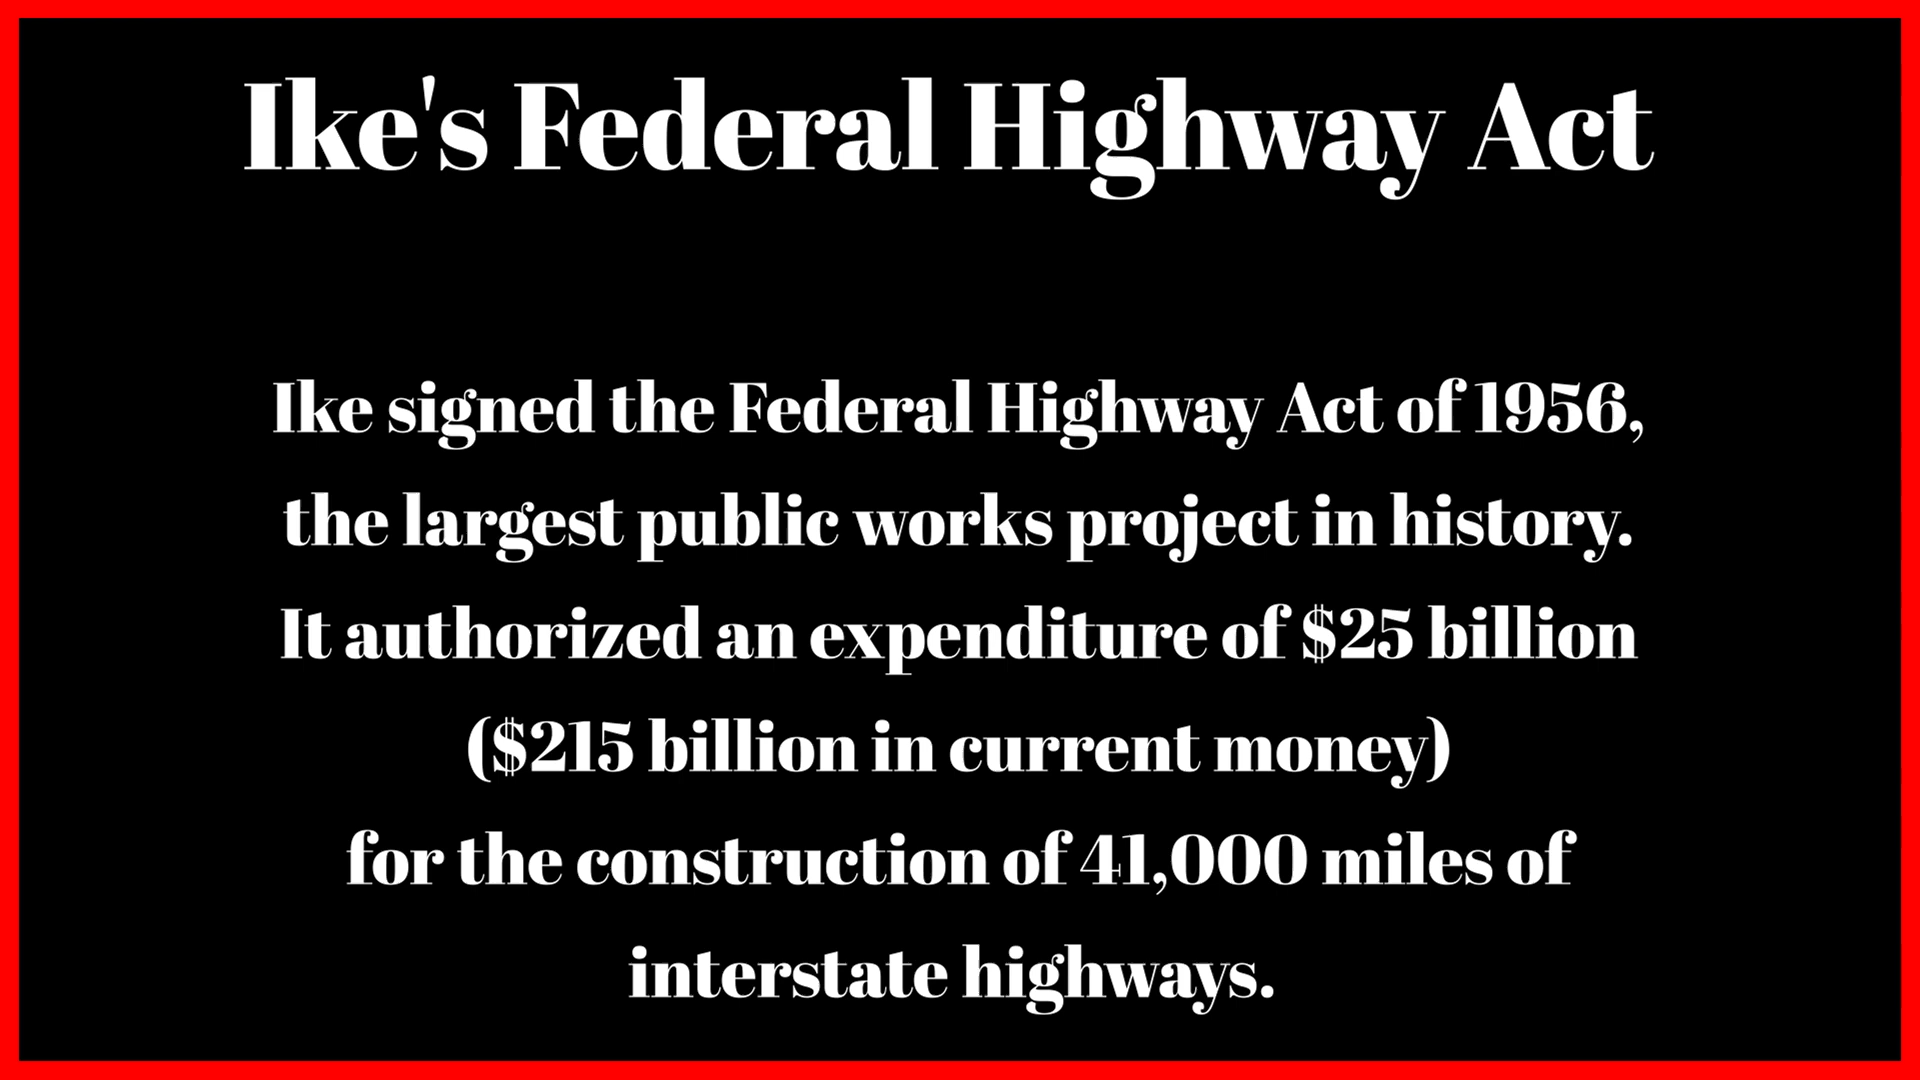 Ike's Federal Highway Act
Ike signed the Federal Highway Act of 1956,
the largest public works project in history.
It authorized an expenditure of $25 billion
($215 billion in current money)
for the construction of 41,000 miles of
interstate highways.